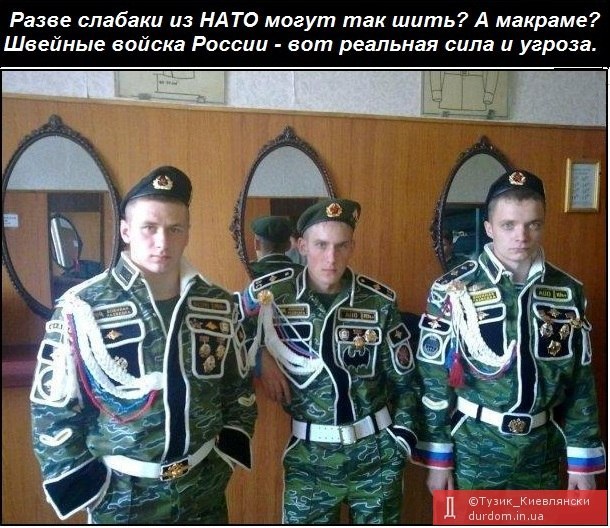 Разве слабаки из НАТО могут так шить? А макраме?
Швейные войска России - вот реальная сила и угроза.
Д
©Тузик_Киевлянски
durdom.in.ua